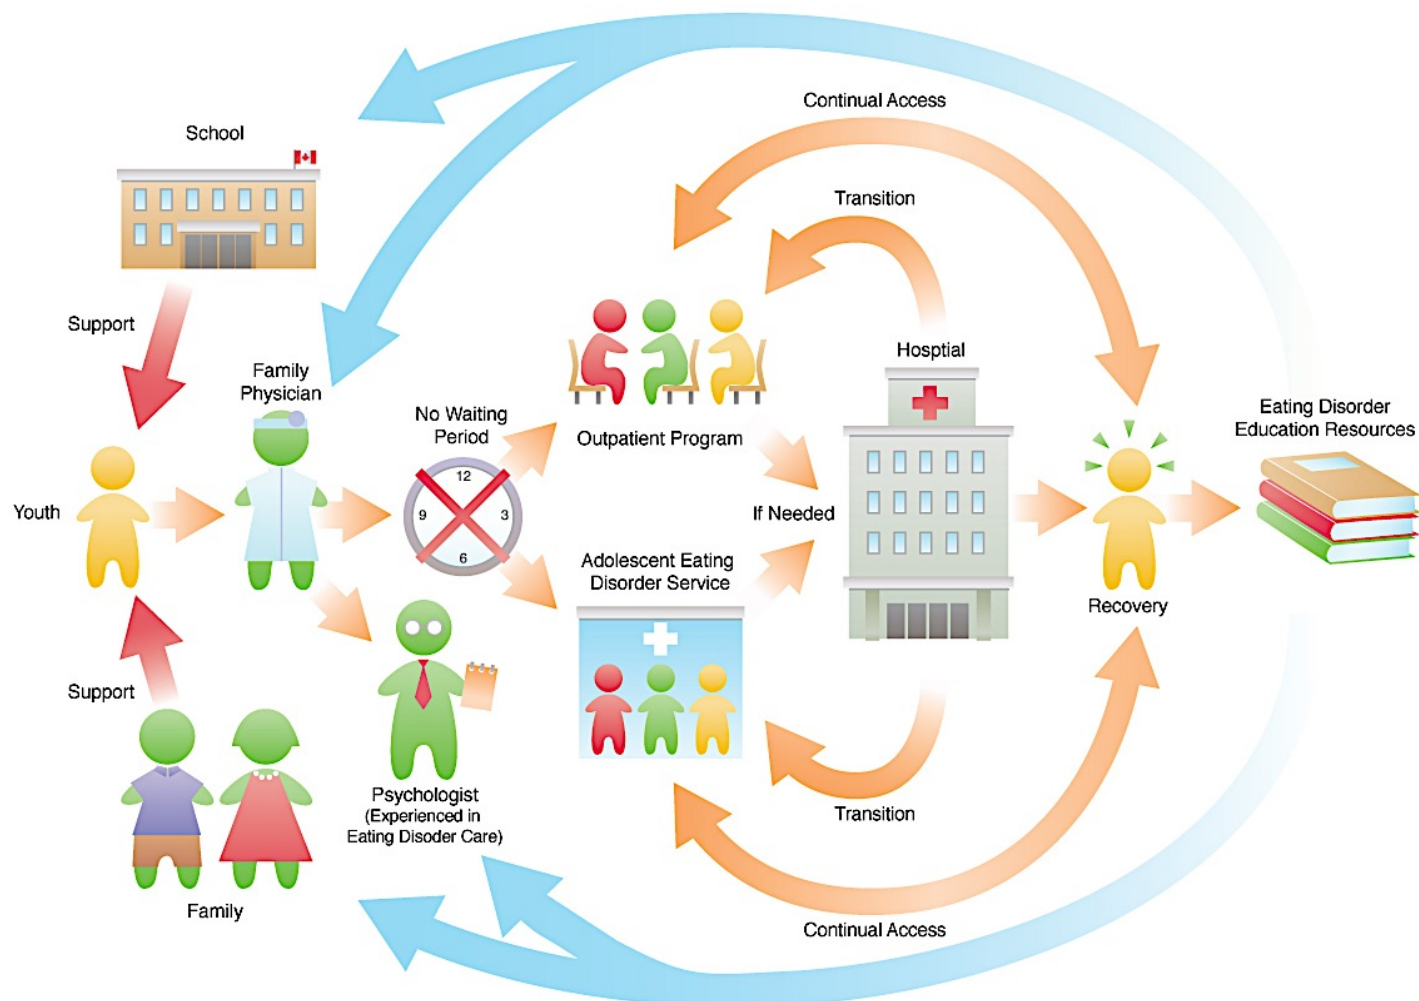 Continual Access
School
Transition
Support
Hosptial
Family
Physician
No Waiting
Period
12
9
3
6
Outpatient Program
Eating Disorder
Education Resources
Youth
If Needed
Adolescent Eating
Disorder Service
Recovery
Support
Psychologist
(Experienced in
Eating Disoder Care)
Transition
Family
Continual Access